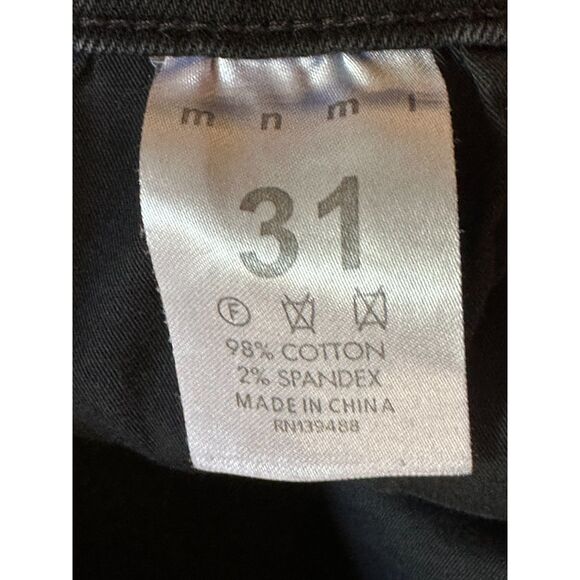 m n m l
31
F
98% COTTON
2% SPANDEX
MADE IN CHINA
RN139488